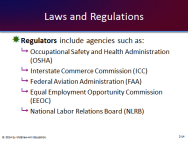 Laws and Regulations
Regulators include agencies such as:
Occupational Safety and Health Administration
(OSHA)
Interstate Commerce Commission (ICC)
Federal Aviation Administration (FAA)
Equal Employment Opportunity Commission
(EEOC)
National Labor Relations Board (NLRB)